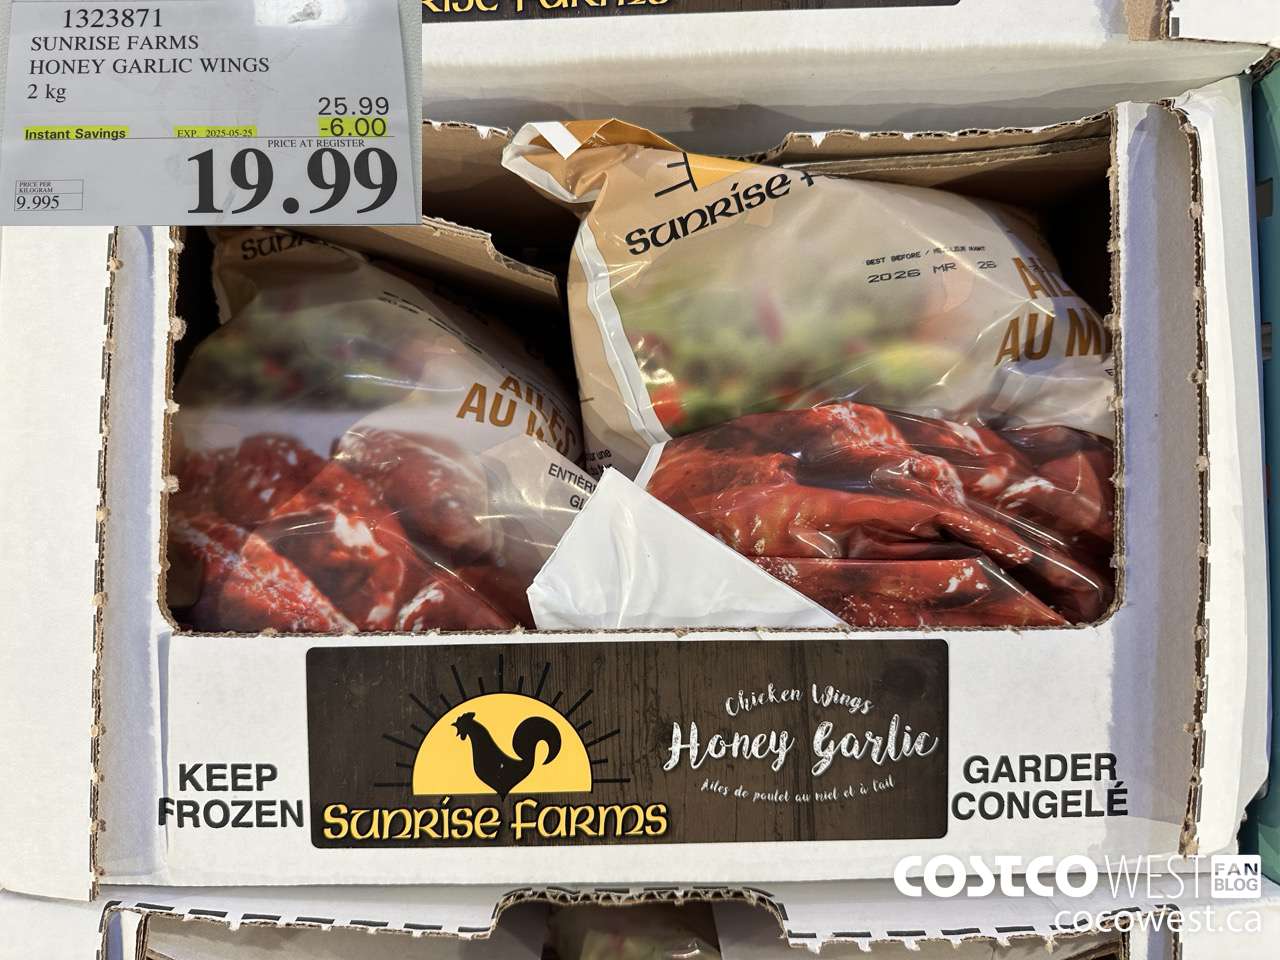 1323871
SUNRISE FARMS
HONEY GARLIC WINGS
2 kg
25.99
Instant Savings EXP. 2025-05-25 -6.00
PRICE AT REGISTER
PRICE PER
KILOGRAM
9.995
19.99
SUNRISE
BEST BEFORE / MEILLEUR AVANT
2026 MR 26
AU M
AILES
AU
ENTIÈR
Chicken Wings
Honey Garlic
Ailes de poulet au miel et à l'ail
KEEP
FROZEN
SUNRISE FARMS
GARDER
CONGELÉ
COSTCO WEST FAN BLOG
cocowest.ca